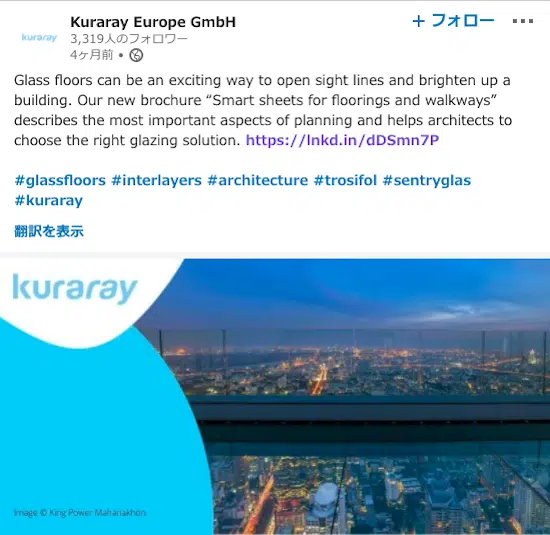 kuraray
Kuraray Europe GmbH
+ フォロー
3,319人のフォロワー
4ヶ月前 •
Glass floors can be an exciting way to open sight lines and brighten up a
building. Our new brochure “Smart sheets for floorings and walkways”
describes the most important aspects of planning and helps architects to
choose the right glazing solution. https://lnkd.in/dDSmn7P
#glassfloors #interlayers #architecture #trosifol #sentryglas
#kuraray
翻訳を表示
kuraray
Image © King Power Mahanakhon